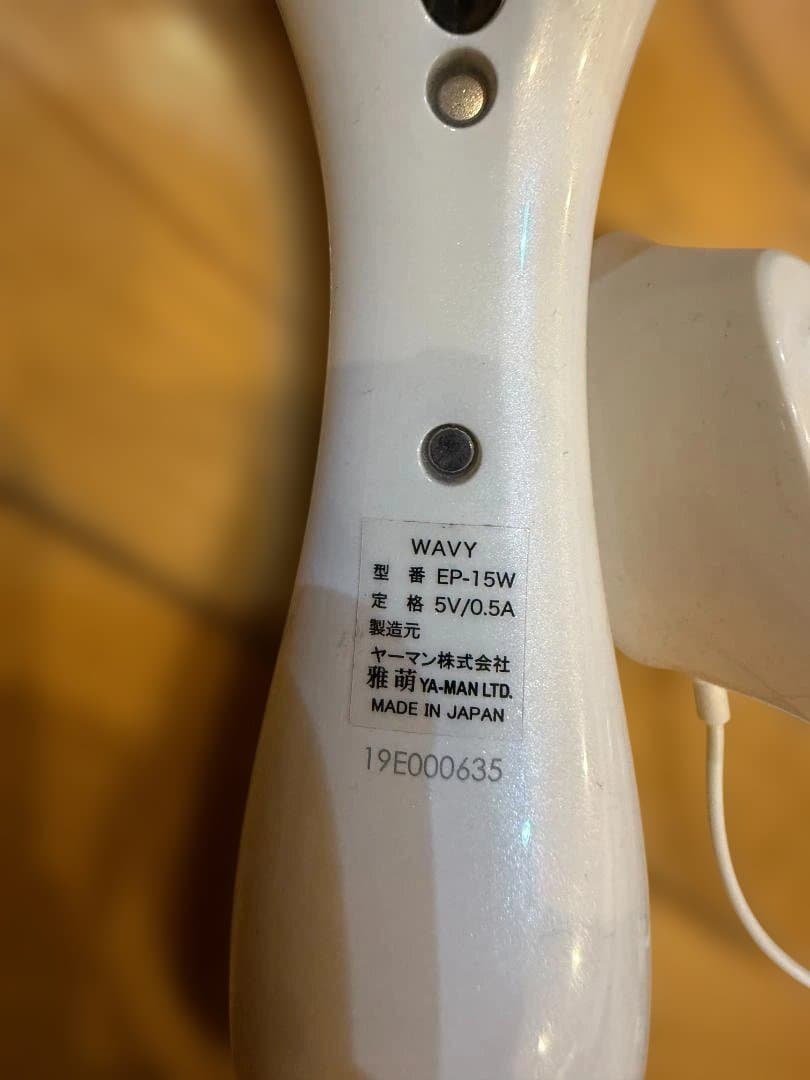 WAVY
型 番 EP-15W
定 格 5V/0.5A
製造元
ヤーマン株式会社
雅萌 YA-MAN LTD.
MADE IN JAPAN
19E000635